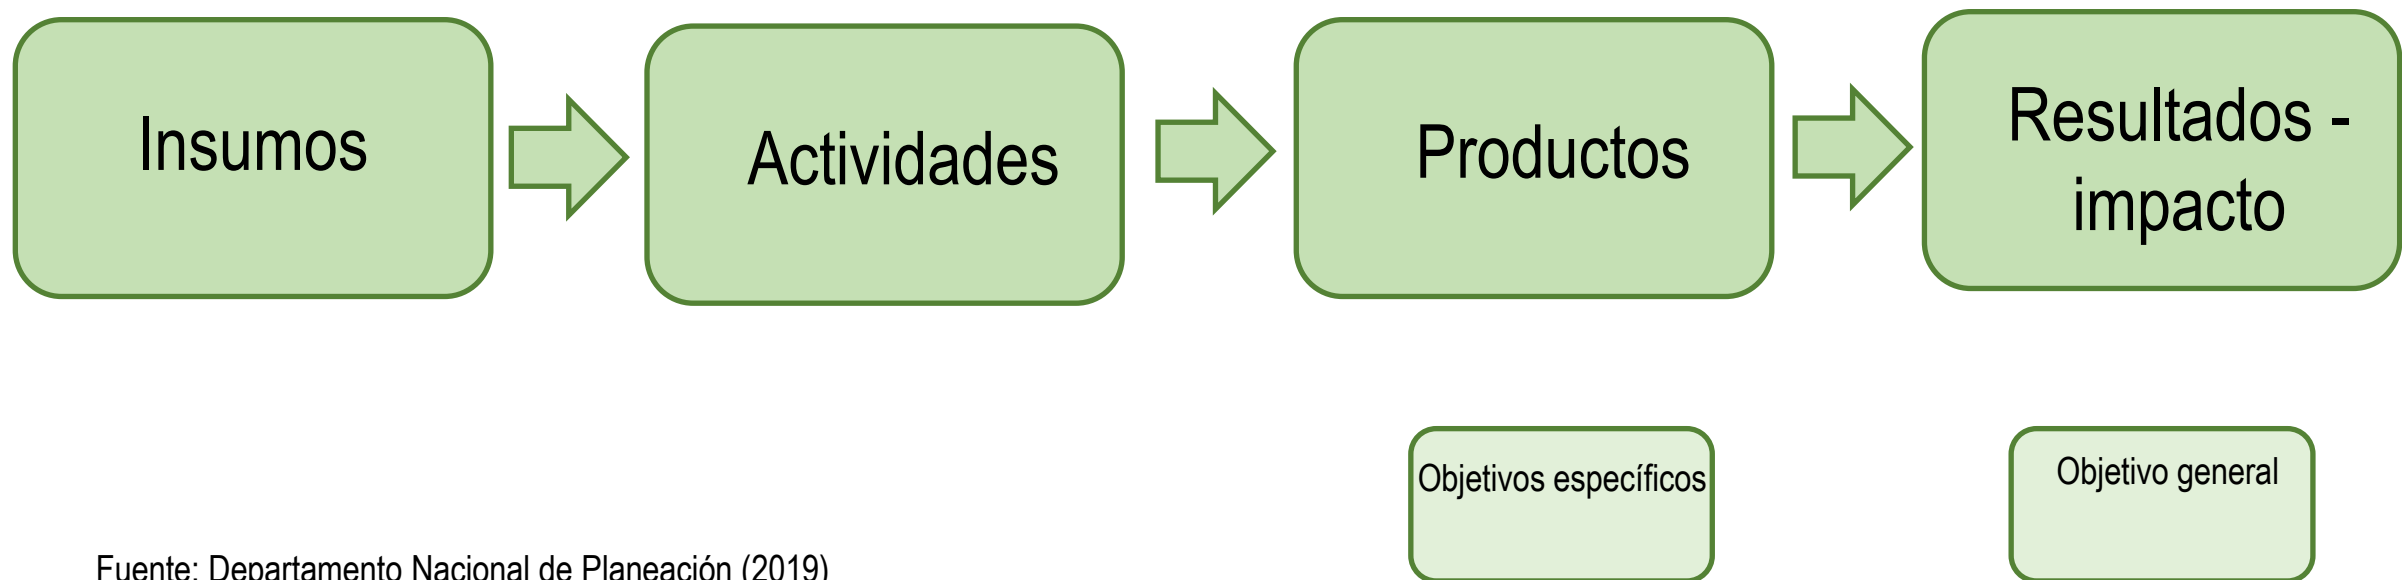 Insumos
Actividades
Productos
Resultados -
impacto
Objetivos específicos
Objetivo general
Fuente: Departamento Nacional de Planeación (2019)